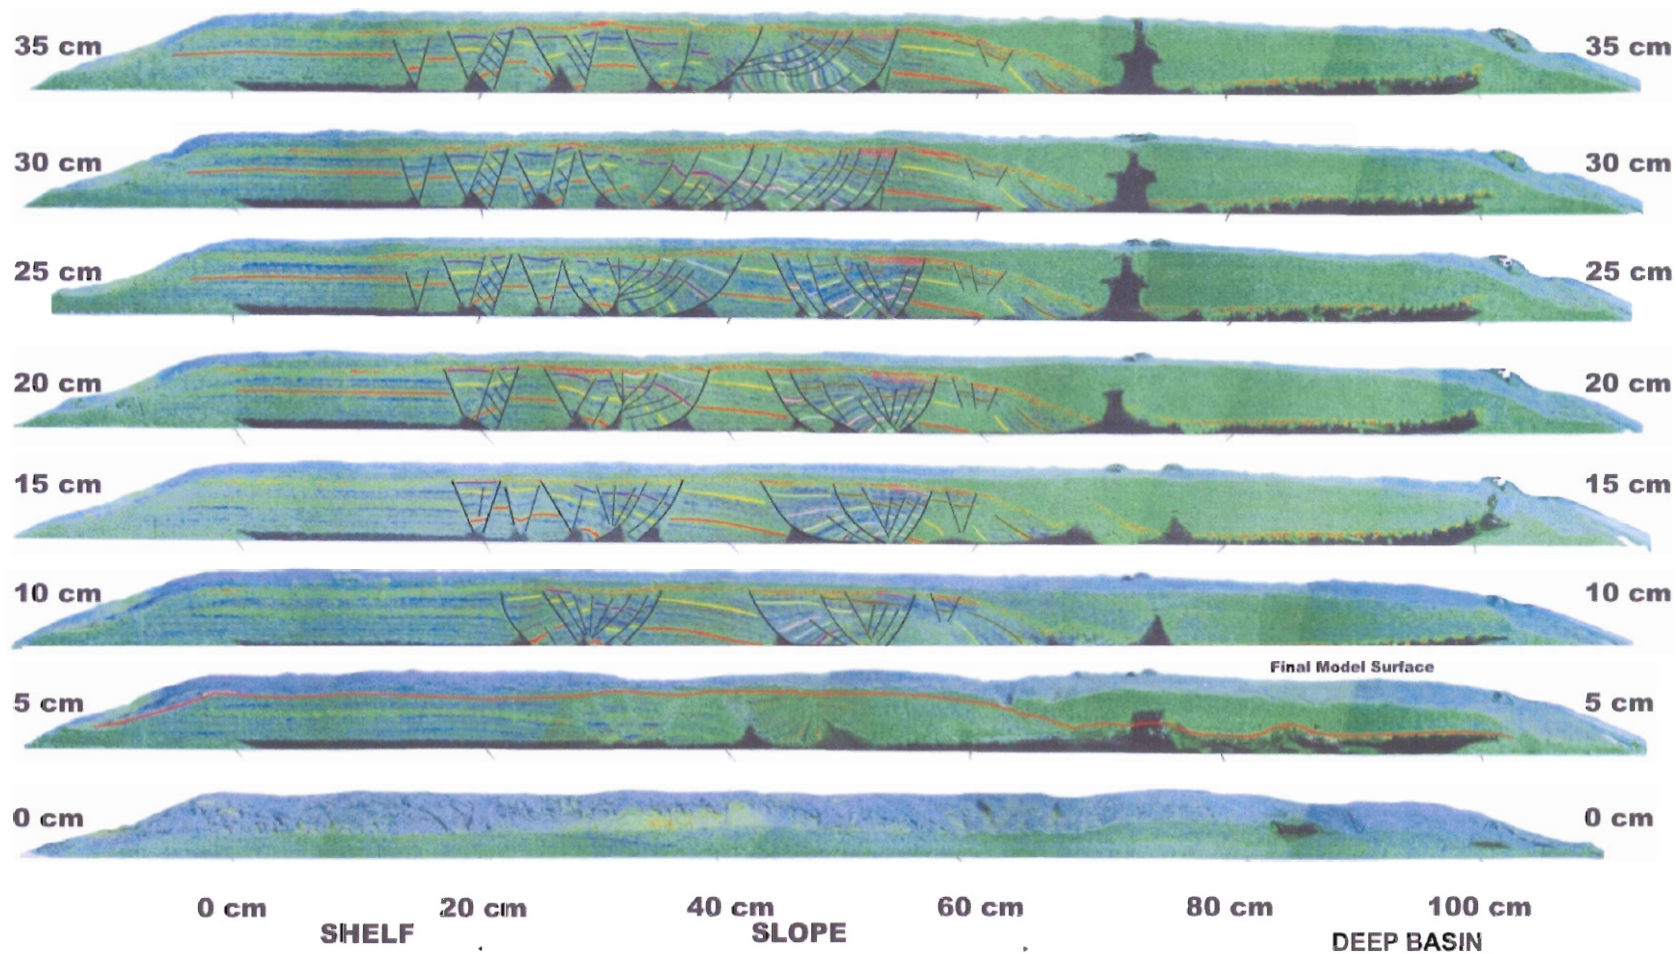 35 cm 35 cm
30 cm 30 cm
25 cm 25 cm
20 cm 20 cm
15 cm 15 cm
10 cm 10 cm
Final Model Surface
5 cm 5 cm
0 cm 0 cm
0 cm 20 cm 40 cm 60 cm 80 cm 100 cm
SHELF SLOPE DEEP BASIN